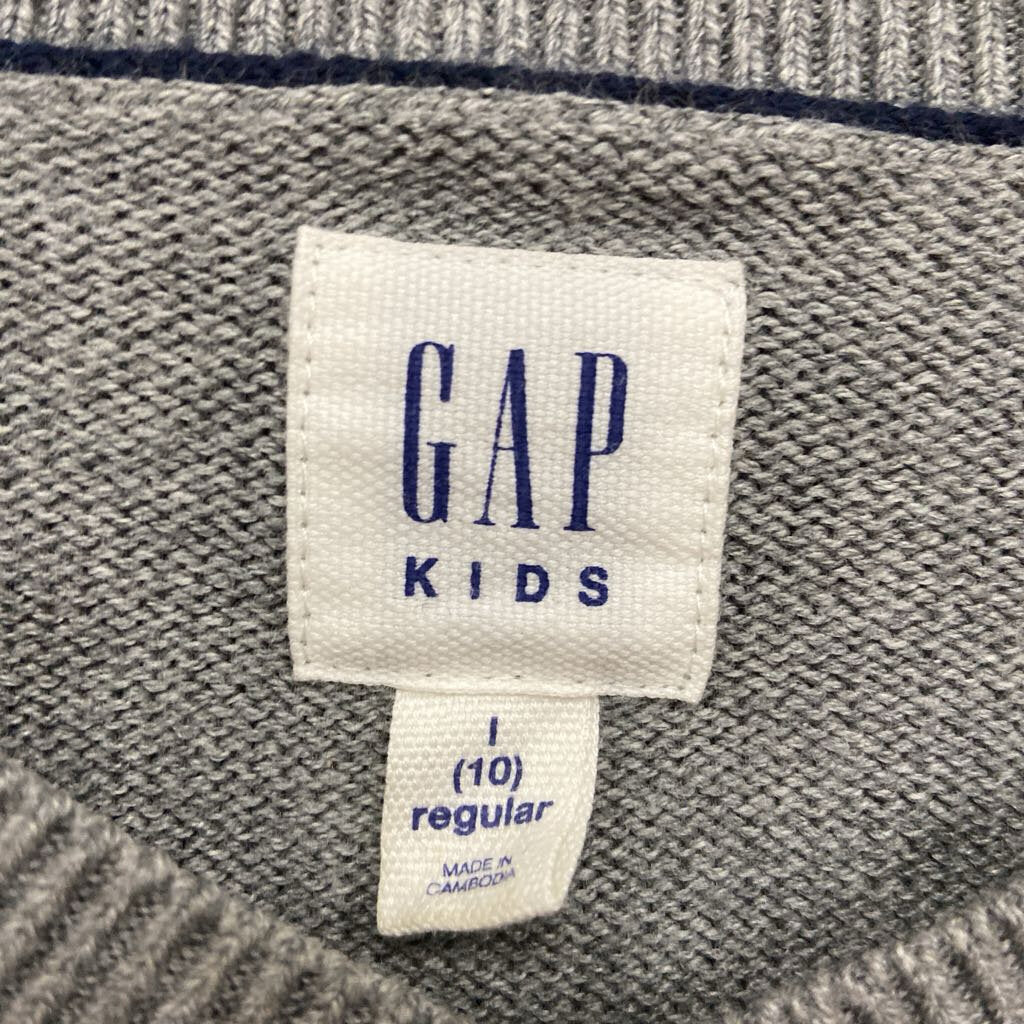 GAP
KIDS
l
(10)
regular
MADE IN
CAMBODIA